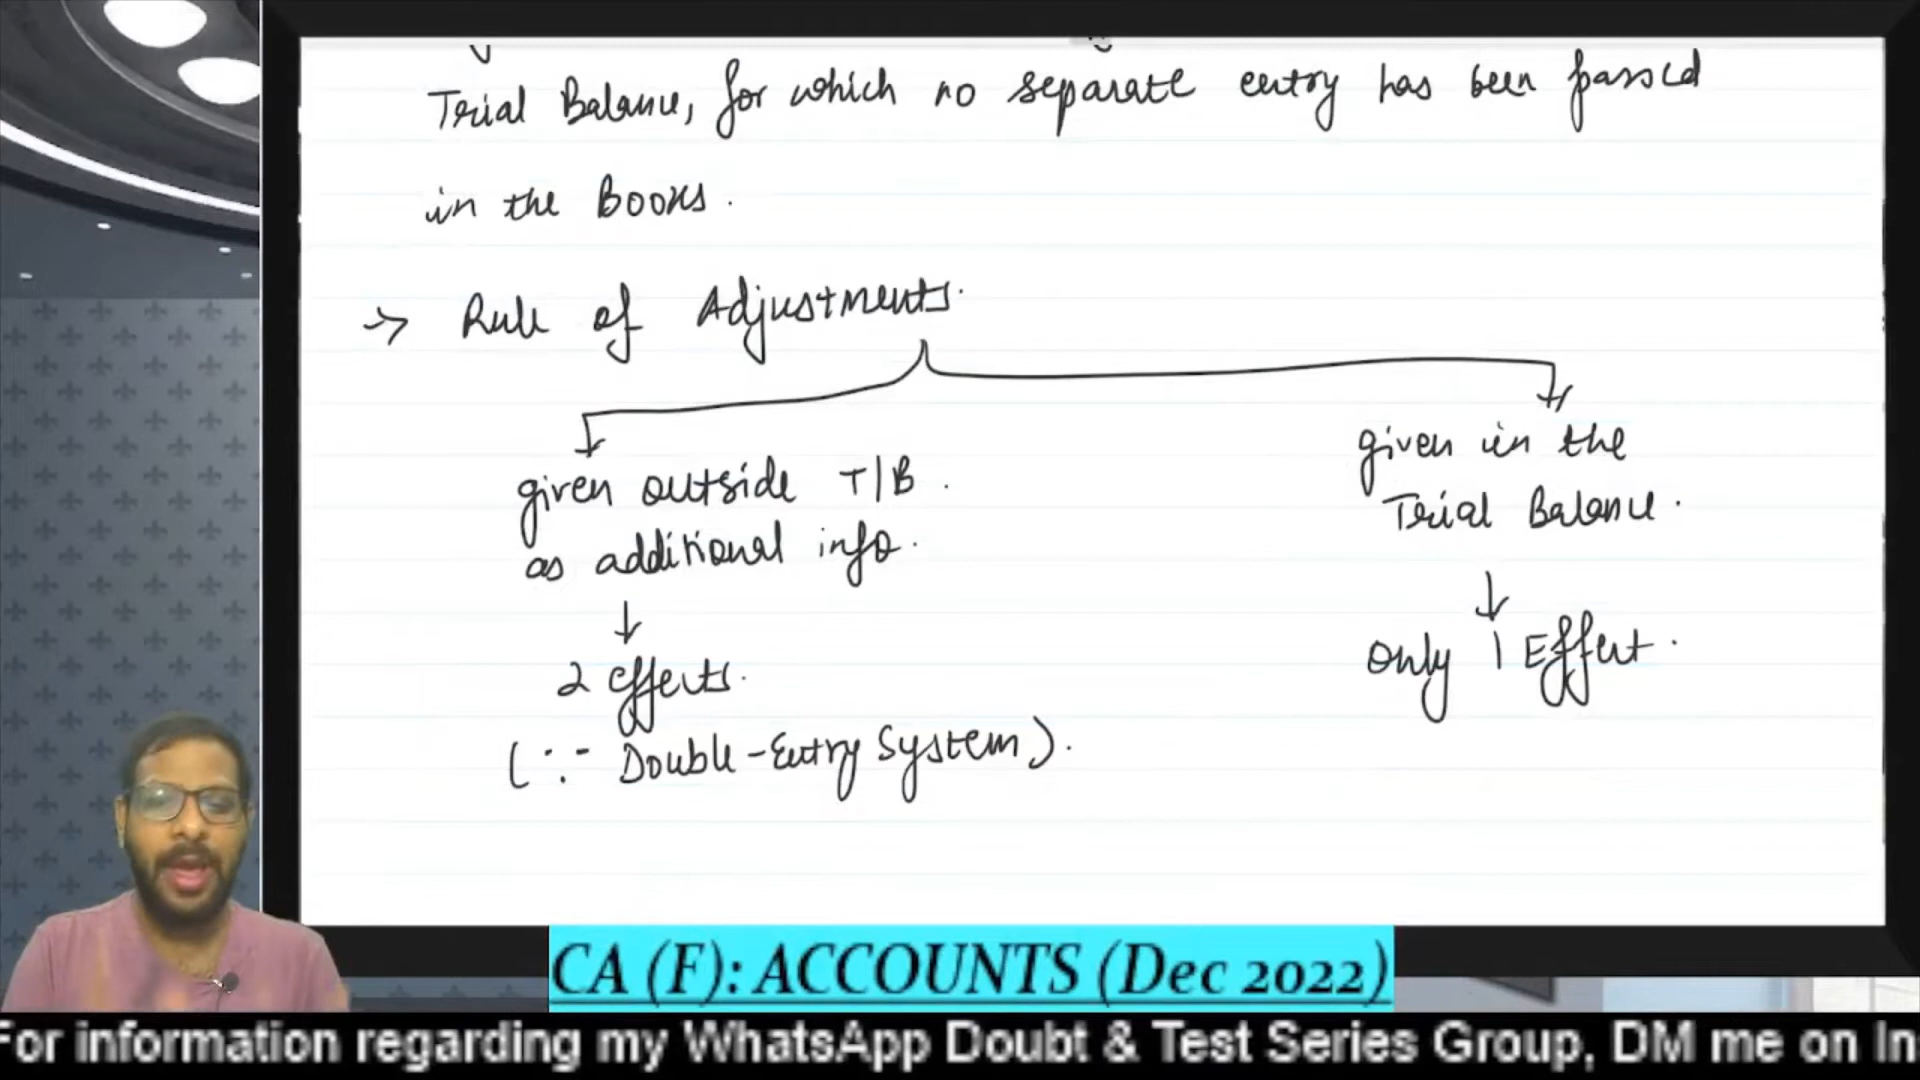 Trial Balance, for which no separate entry has been passed
in the Books.
→ Rule of Adjustments.
given outside T/B.
as additional info.
↓
2 effects.
(∵ Double-Entry System).
given in the
Trial Balance.
↓
Only 1 Effect.
CA (F): ACCOUNTS (Dec 2022)
For information regarding my WhatsApp Doubt & Test Series Group, DM me on In